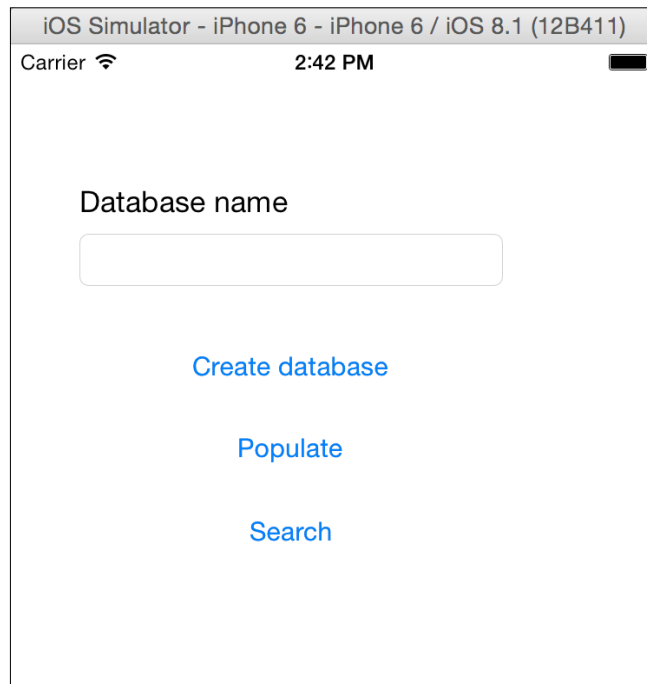 iOS Simulator - iPhone 6 - iPhone 6 / iOS 8.1 (12B411)
Carrier 2:42 PM
Database name
Create database
Populate
Search